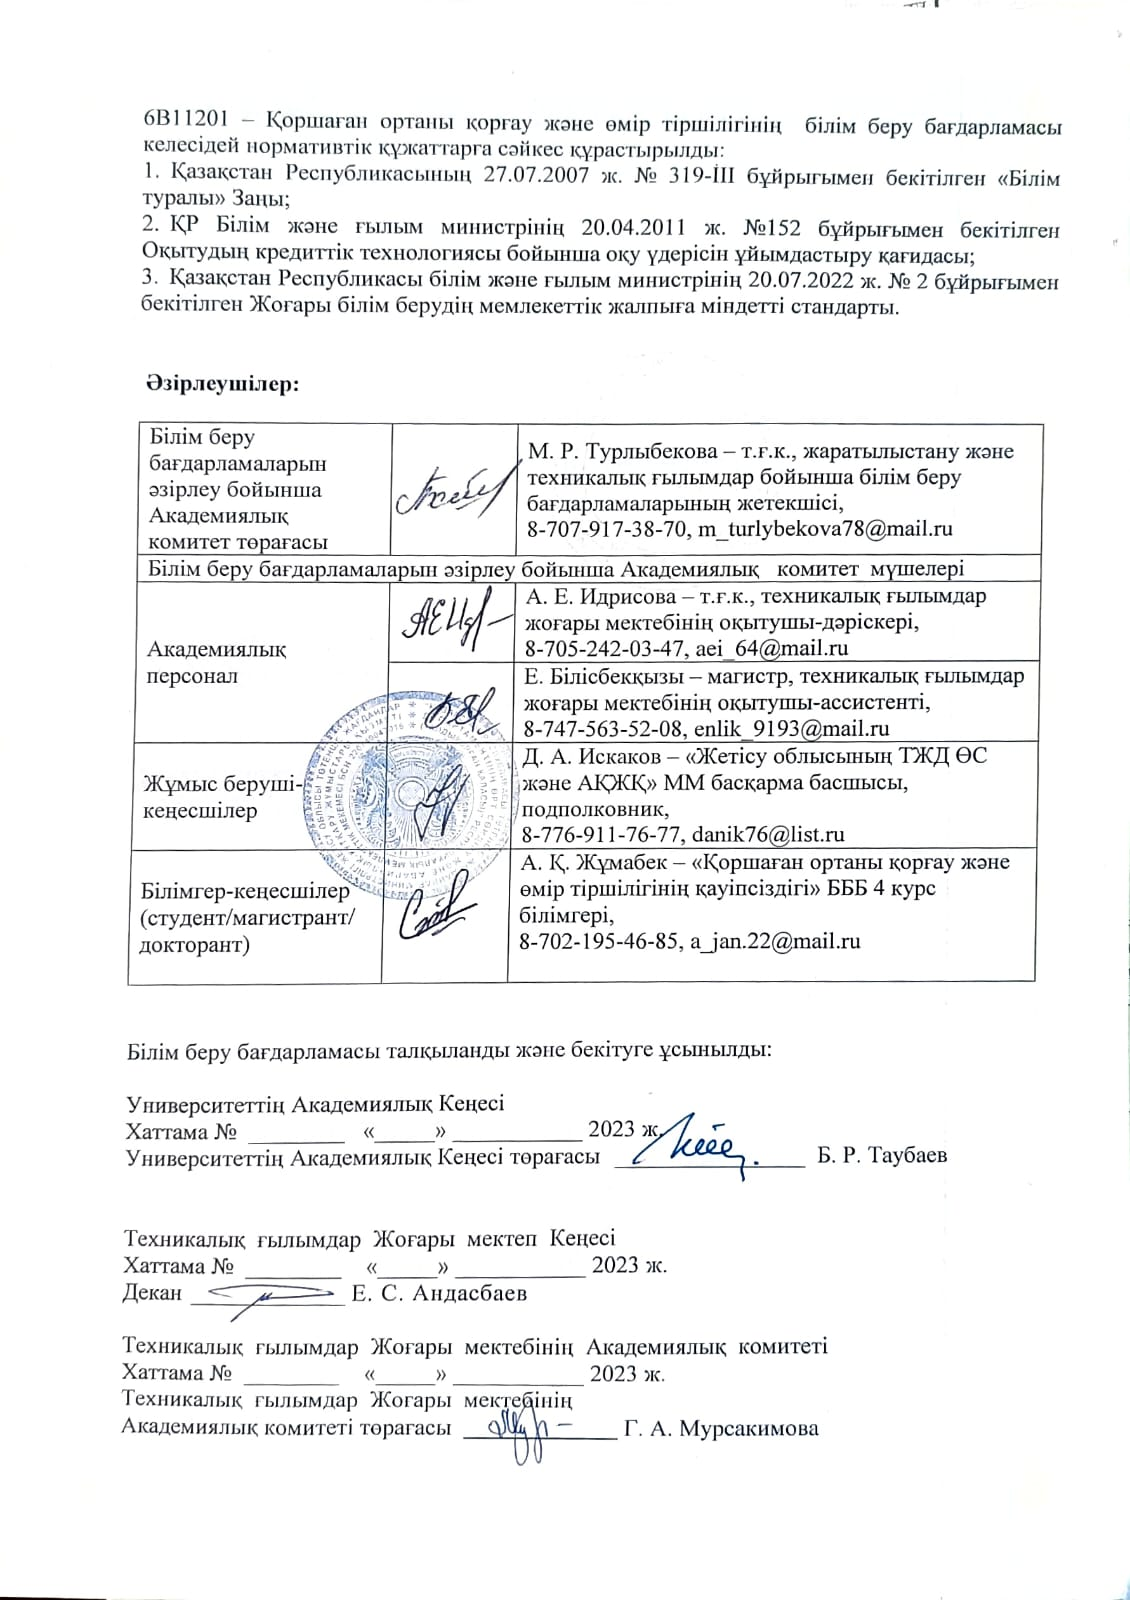 6В11201 – Қоршаған ортаны қорғау және өмір тіршілігінің білім беру бағдарламасы
келесідей нормативтік құжаттарға сәйкес құрастырылды:
1. Қазақстан Республикасының 27.07.2007 ж. № 319-ІІІ бұйрығымен бекітілген «Білім
туралы» Заңы;
2. ҚР Білім және ғылым министрінің 20.04.2011 ж. №152 бұйрығымен бекітілген
Оқытудың кредиттік технологиясы бойынша оқу үдерісін ұйымдастыру қағидасы;
3. Қазақстан Республикасы білім және ғылым министрінің 20.07.2022 ж. № 2 бұйрығымен
бекітілген Жоғары білім берудің мемлекеттік жалпыға міндетті стандарты.
Әзірлеушілер:
Білім беру
бағдарламаларын
әзірлеу бойынша
Академиялық
комитет төрағасы
М. Р. Турлыбекова – т.ғ.к., жаратылыстану және
техникалық ғылымдар бойынша білім беру
бағдарламаларының жетекшісі,
8-707-917-38-70, m_turlybekova78@mail.ru
Білім беру бағдарламаларын әзірлеу бойынша Академиялық комитет мүшелері
Академиялық
персонал
А. Е. Идрисова – т.ғ.к., техникалық ғылымдар
жоғары мектебінің оқытушы-дәріскері,
8-705-242-03-47, aei_64@mail.ru
Е. Білісбекқызы – магистр, техникалық ғылымдар
жоғары мектебінің оқытушы-ассистенті,
8-747-563-52-08, enlik_9193@mail.ru
Жұмыс беруші-
кеңесшілер
Д. А. Искаков – «Жетісу облысының ТЖД ӨС
және АҚЖҚ» ММ басқарма басшысы,
подполковник,
8-776-911-76-77, danik76@list.ru
Білімгер-кеңесшілер
(студент/магистрант/
докторант)
А. Қ. Жұмабек – «Қоршаған ортаны қорғау және
өмір тіршілігінің қауіпсіздігі» БББ 4 курс
білімгері,
8-702-195-46-85, a_jan.22@mail.ru
Білім беру бағдарламасы талқыланды және бекітуге ұсынылды:
Университеттің Академиялық Кеңесі
Хаттама № __________ «_____» ___________ 2023 ж.
Университеттің Академиялық Кеңесі төрағасы ________________ Б. Р. Таубаев
Техникалық ғылымдар Жоғары мектеп Кеңесі
Хаттама № __________ «_____» ___________ 2023 ж.
Декан _____________ Е. С. Андасбаев
Техникалық ғылымдар Жоғары мектебінің Академиялық комитеті
Хаттама № ________ «_____» ___________ 2023 ж.
Техникалық ғылымдар Жоғары мектебінің
Академиялық комитеті төрағасы _____________ Г. А. Мурсакимова